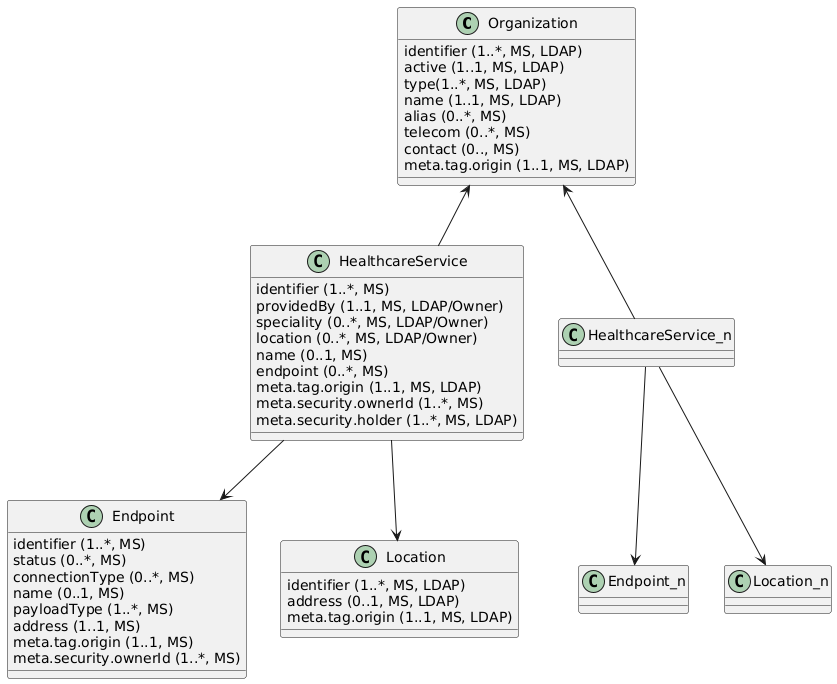 C Organization
identifier (1..*, MS, LDAP)
active (1..1, MS, LDAP)
type(1..*, MS, LDAP)
name (1..1, MS, LDAP)
alias (0..*, MS)
telecom (0..*, MS)
contact (0.., MS)
meta.tag.origin (1..1, MS, LDAP)
C HealthcareService
identifier (1..*, MS)
providedBy (1..1, MS, LDAP/Owner)
speciality (0..*, MS, LDAP/Owner)
location (0..*, MS, LDAP/Owner)
name (0..1, MS)
endpoint (0..*, MS)
meta.tag.origin (1..1, MS, LDAP)
meta.security.ownerId (1..*, MS)
meta.security.holder (1..*, MS, LDAP)
C HealthcareService_n
C Endpoint
identifier (1..*, MS)
status (0..*, MS)
connectionType (0..*, MS)
name (0..1, MS)
payloadType (1..*, MS)
address (1..1, MS)
meta.tag.origin (1..1, MS)
meta.security.ownerId (1..*, MS)
C Location
identifier (1..*, MS, LDAP)
address (0..1, MS, LDAP)
meta.tag.origin (1..1, MS, LDAP)
C Endpoint_n
C Location_n